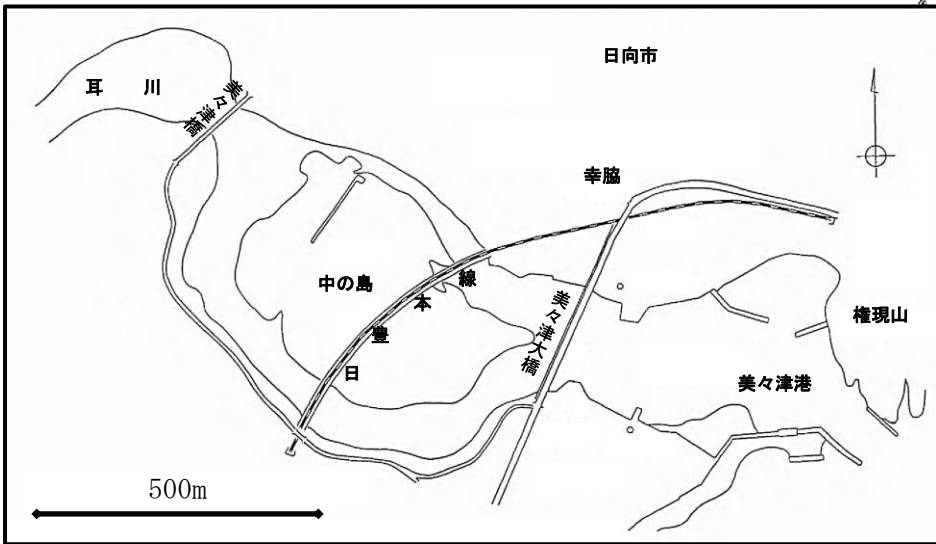 日向市
耳川
美々津橋
幸脇
中の島
日豊本線
美々津大橋
権現山
美々津港
500m